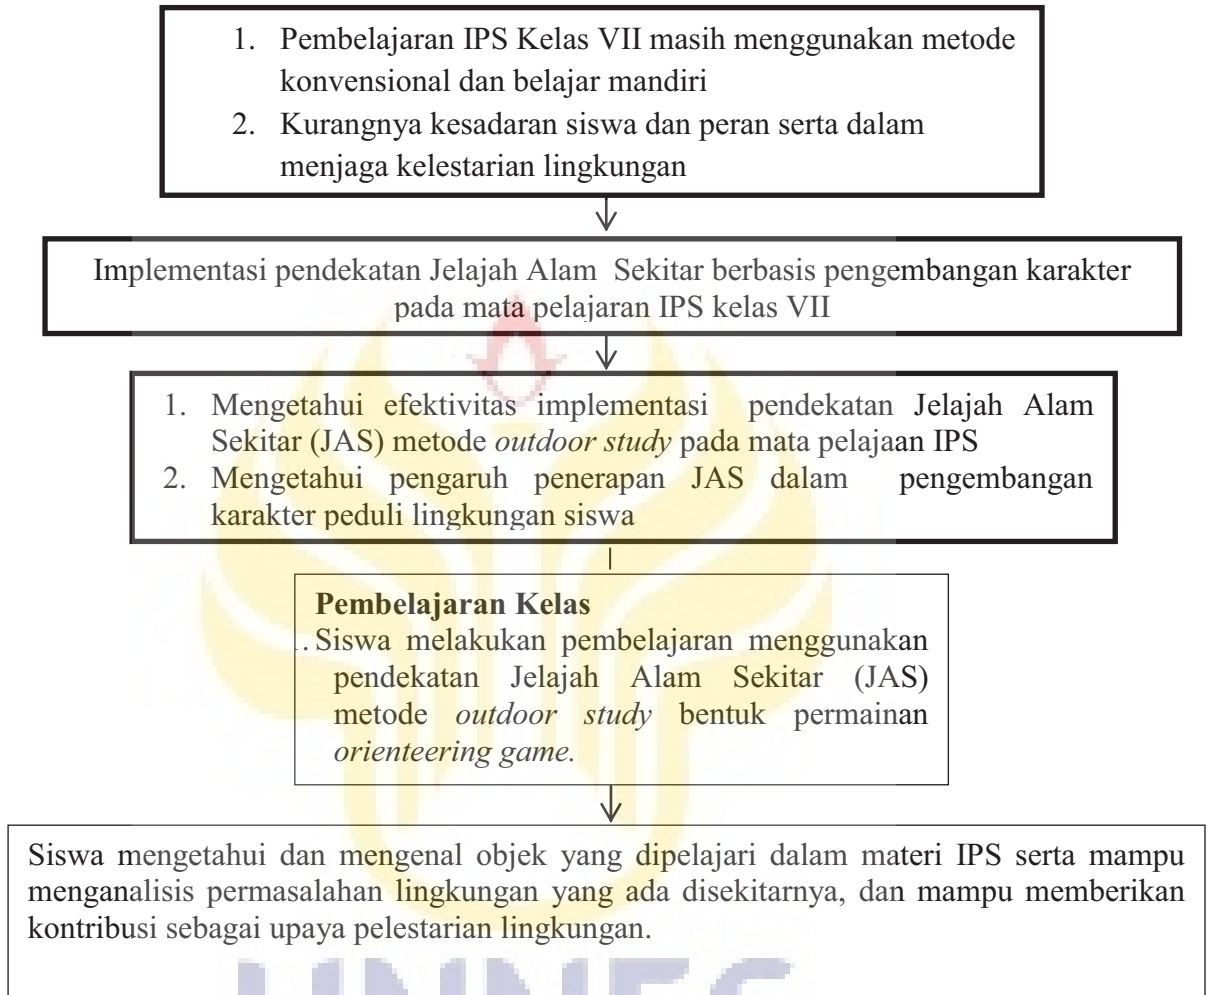 1. Pembelajaran IPS Kelas VII masih menggunakan metode
konvensional dan belajar mandiri
2. Kurangnya kesadaran siswa dan peran serta dalam
menjaga kelestarian lingkungan
Implementasi pendekatan Jelajah Alam Sekitar berbasis pengembangan karakter
pada mata pelajaran IPS kelas VII
1. Mengetahui efektivitas implementasi pendekatan Jelajah Alam
Sekitar (JAS) metode outdoor study pada mata pelajaan IPS
2. Mengetahui pengaruh penerapan JAS dalam pengembangan
karakter peduli lingkungan siswa
Pembelajaran Kelas
. Siswa melakukan pembelajaran menggunakan
pendekatan Jelajah Alam Sekitar (JAS)
metode outdoor study bentuk permainan
orienteering game.
Siswa mengetahui dan mengenal objek yang dipelajari dalam materi IPS serta mampu
menganalisis permasalahan lingkungan yang ada disekitarnya, dan mampu memberikan
kontribusi sebagai upaya pelestarian lingkungan.